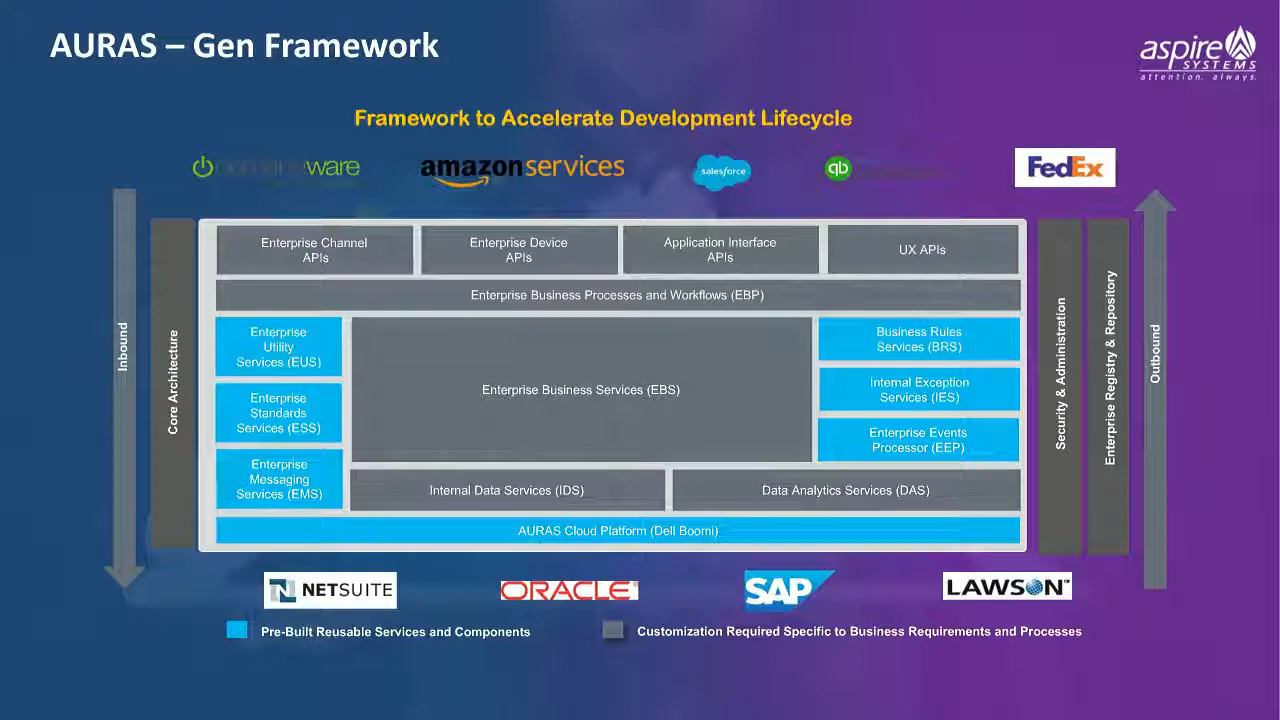 AURAS – Gen Framework
aspire
SYSTEMS
attention. always.
Framework to Accelerate Development Lifecycle
ware
amazonservices
salesforce
qb
FedEx
Inbound
Core Architecture
Enterprise Channel
APIs
Enterprise Device
APIs
Application Interface
APIs
UX APIs
Enterprise Business Processes and Workflows (EBP)
Enterprise
Utility
Services (EUS)
Enterprise
Standards
Services (ESS)
Enterprise
Messaging
Services (EMS)
Enterprise Business Services (EBS)
Business Rules
Services (BRS)
Internal Exception
Services (IES)
Enterprise Events
Processor (EEP)
Internal Data Services (IDS)
Data Analytics Services (DAS)
AURAS Cloud Platform (Dell Boomi)
Security & Administration
Enterprise Registry & Repository
Outbound
NETSUITE
ORACLE®
SAP
LAWSON™
Pre-Built Reusable Services and Components
Customization Required Specific to Business Requirements and Processes